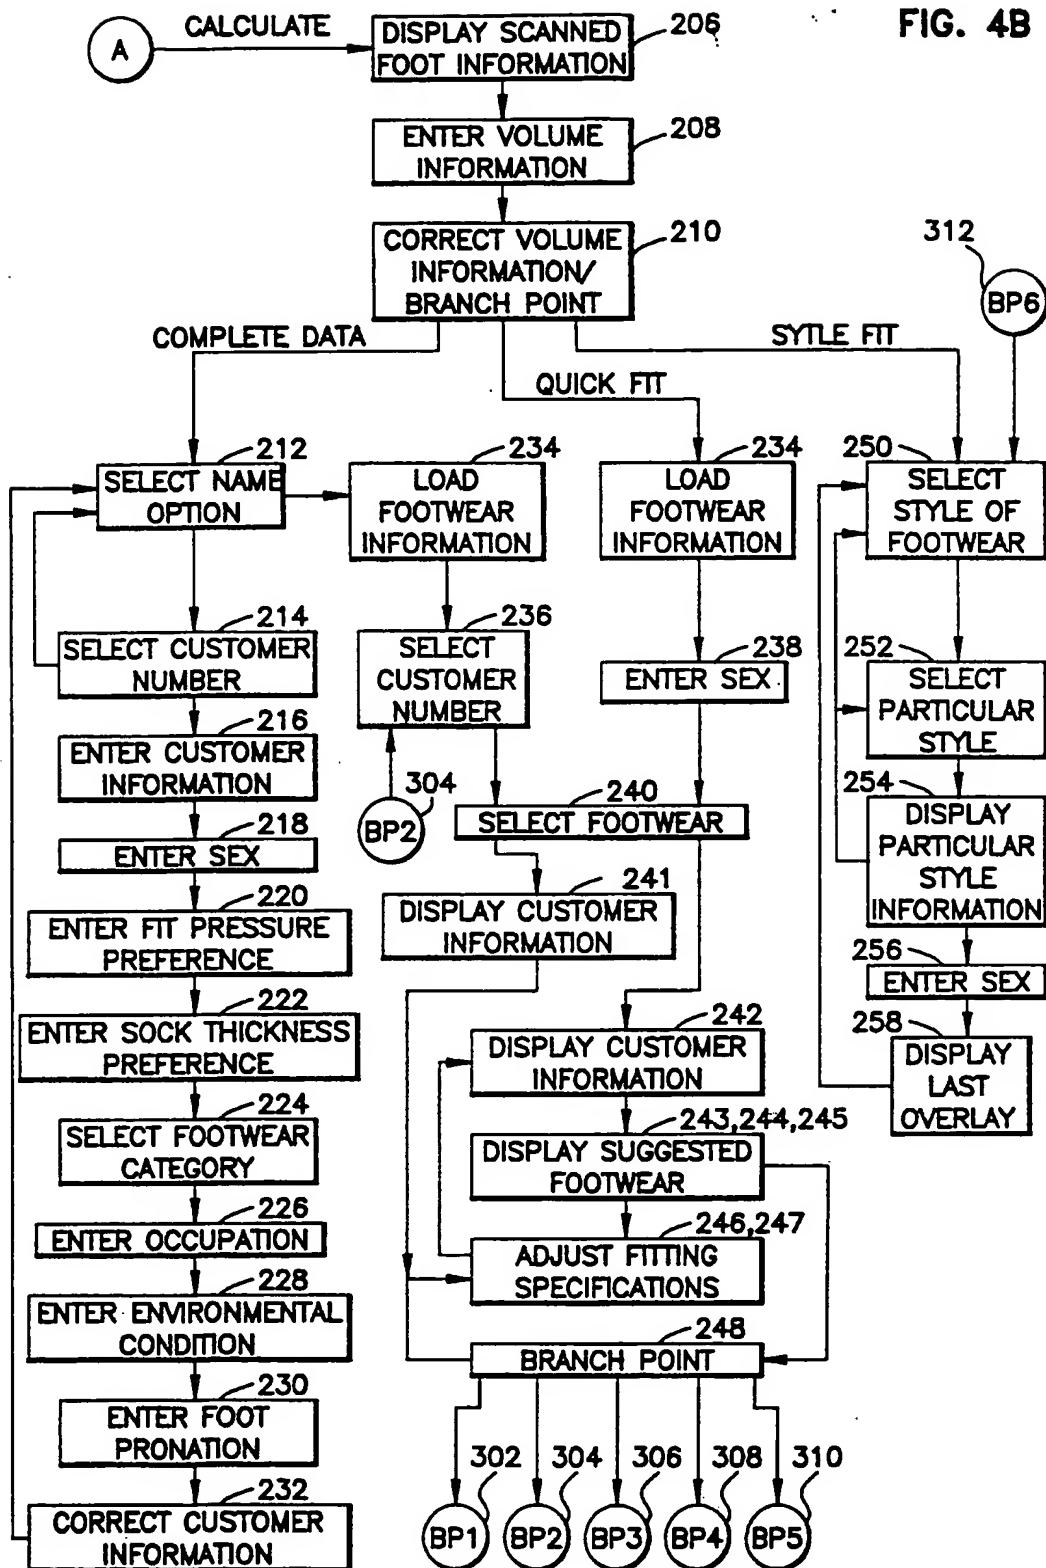 FIG. 4B
A
CALCULATE
DISPLAY SCANNED
FOOT INFORMATION
206
ENTER VOLUME
INFORMATION
208
CORRECT VOLUME
INFORMATION/
BRANCH POINT
210
312
BP6
COMPLETE DATA
QUICK FIT
SYTLE FIT
212
SELECT NAME
OPTION
234
LOAD
FOOTWEAR
INFORMATION
234
LOAD
FOOTWEAR
INFORMATION
250
SELECT
STYLE OF
FOOTWEAR
214
SELECT CUSTOMER
NUMBER
236
SELECT
CUSTOMER
NUMBER
238
ENTER SEX
252
SELECT
PARTICULAR
STYLE
216
ENTER CUSTOMER
INFORMATION
304
BP2
240
SELECT FOOTWEAR
254
DISPLAY
PARTICULAR
STYLE
INFORMATION
218
ENTER SEX
241
DISPLAY CUSTOMER
INFORMATION
220
ENTER FIT PRESSURE
PREFERENCE
256
ENTER SEX
222
ENTER SOCK THICKNESS
PREFERENCE
242
DISPLAY CUSTOMER
INFORMATION
258
DISPLAY
LAST
OVERLAY
224
SELECT FOOTWEAR
CATEGORY
243,244,245
DISPLAY SUGGESTED
FOOTWEAR
226
ENTER OCCUPATION
246,247
ADJUST FITTING
SPECIFICATIONS
228
ENTER ENVIRONMENTAL
CONDITION
248
BRANCH POINT
230
ENTER FOOT
PRONATION
232
CORRECT CUSTOMER
INFORMATION
302
BP1
304
BP2
306
BP3
308
BP4
310
BP5